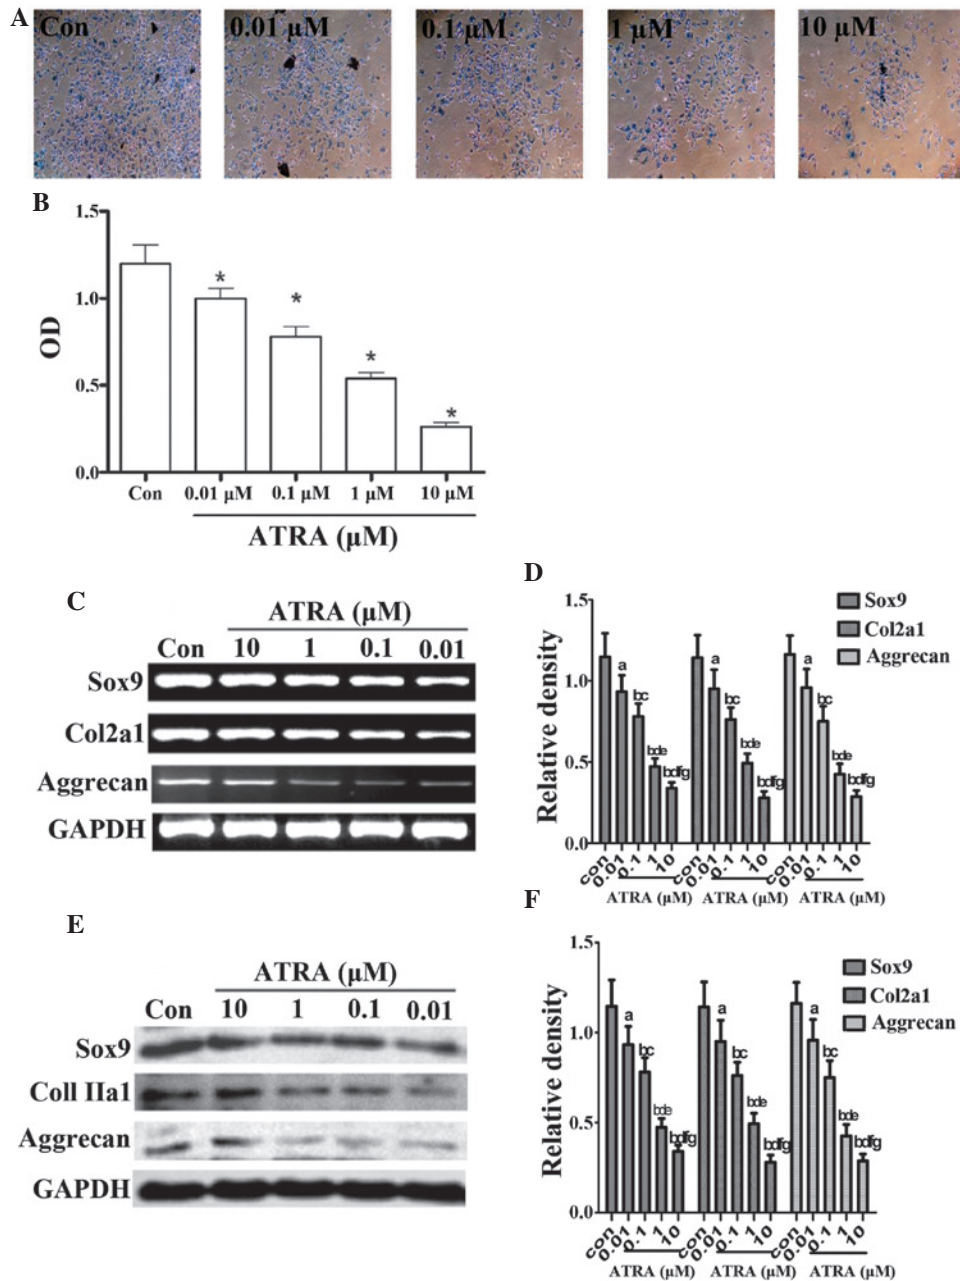 A
Con
0.01 µM
0.1 µM
1 µM
10 µM
B
1.5
1.0
0.5
0.0
OD
*
*
*
*
Con
0.01 µM
0.1 µM
1 µM
10 µM
ATRA (µM)
C
ATRA (µM)
Con
10
1
0.1
0.01
Sox9
Col2a1
Aggrecan
GAPDH
D
1.5
1.0
0.5
0.0
Relative density
Sox9
Col2a1
Aggrecan
a
bc
bde
bdfg
a
bc
bde
bdfg
a
bc
bde
bdfg
con
0.01
0.1
1
10
con
0.01
0.1
1
10
con
0.01
0.1
1
10
ATRA (µM)
ATRA (µM)
ATRA (µM)
E
ATRA (µM)
Con
10
1
0.1
0.01
Sox9
Coll IIa1
Aggrecan
GAPDH
F
1.5
1.0
0.5
0.0
Relative density
Sox9
Col2a1
Aggrecan
a
bc
bde
bdfg
a
bc
bde
bdfg
a
bc
bde
bdfg
con
0.01
0.1
1
10
con
0.01
0.1
1
10
con
0.01
0.1
1
10
ATRA (µM)
ATRA (µM)
ATRA (µM)